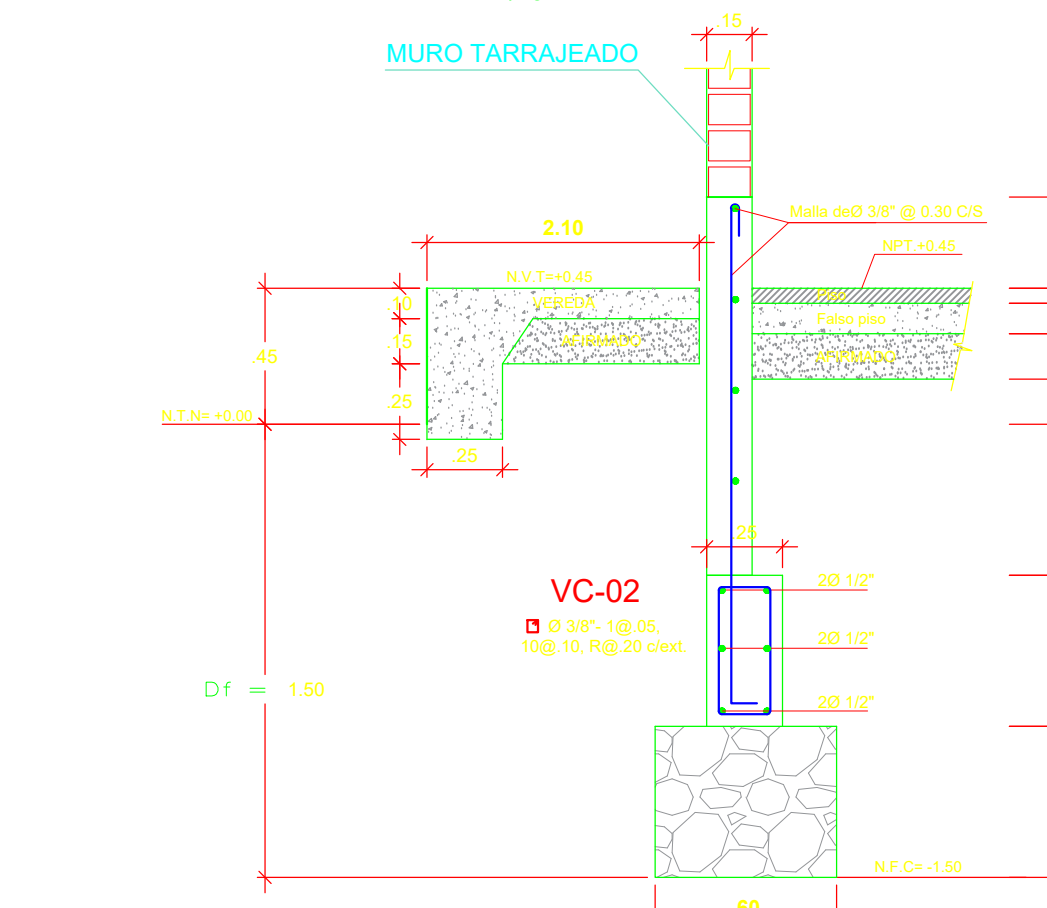 .15
MURO TARRAJEADO
Malla deØ 3/8" @ 0.30 C/S
2.10
NPT.+0.45
N.V.T=+0.45
.10
VEREDA
Piso
Falso piso
.15
AFIRMADO
AFIRMADO
.45
.25
N.T.N= +0.00
.25
.25
VC-02
2Ø 1/2"
Ø 3/8"- 1@.05,
10@.10, R@.20 c/ext.
2Ø 1/2"
Df = 1.50
2Ø 1/2"
N.F.C= -1.50
.60